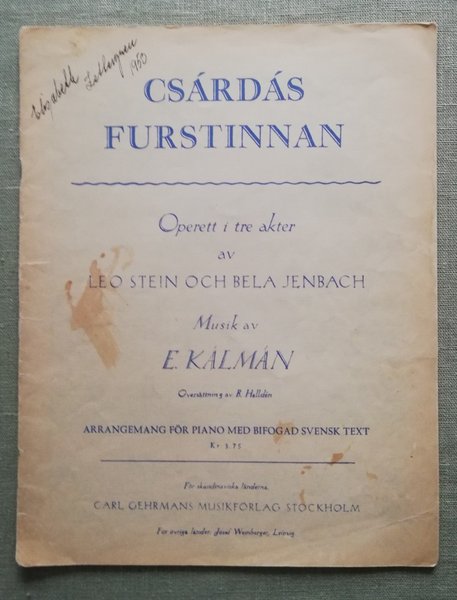 Elizabeth
1950
CSÁRDÁS
FURSTINNAN
Operett i tre akter
av
LEO STEIN OCH BELA JENBACH
Musik av
E. KÁLMÁN
Översättning av B. Halldén
ARRANGEMANG FÖR PIANO MED BIFOGAD SVENSK TEXT
Kr 3.75
För skandinaviska länderna,
CARL GEHRMANS MUSIKFÖRLAG STOCKHOLM
För övriga länder: Josef Weinberger, Leipzig